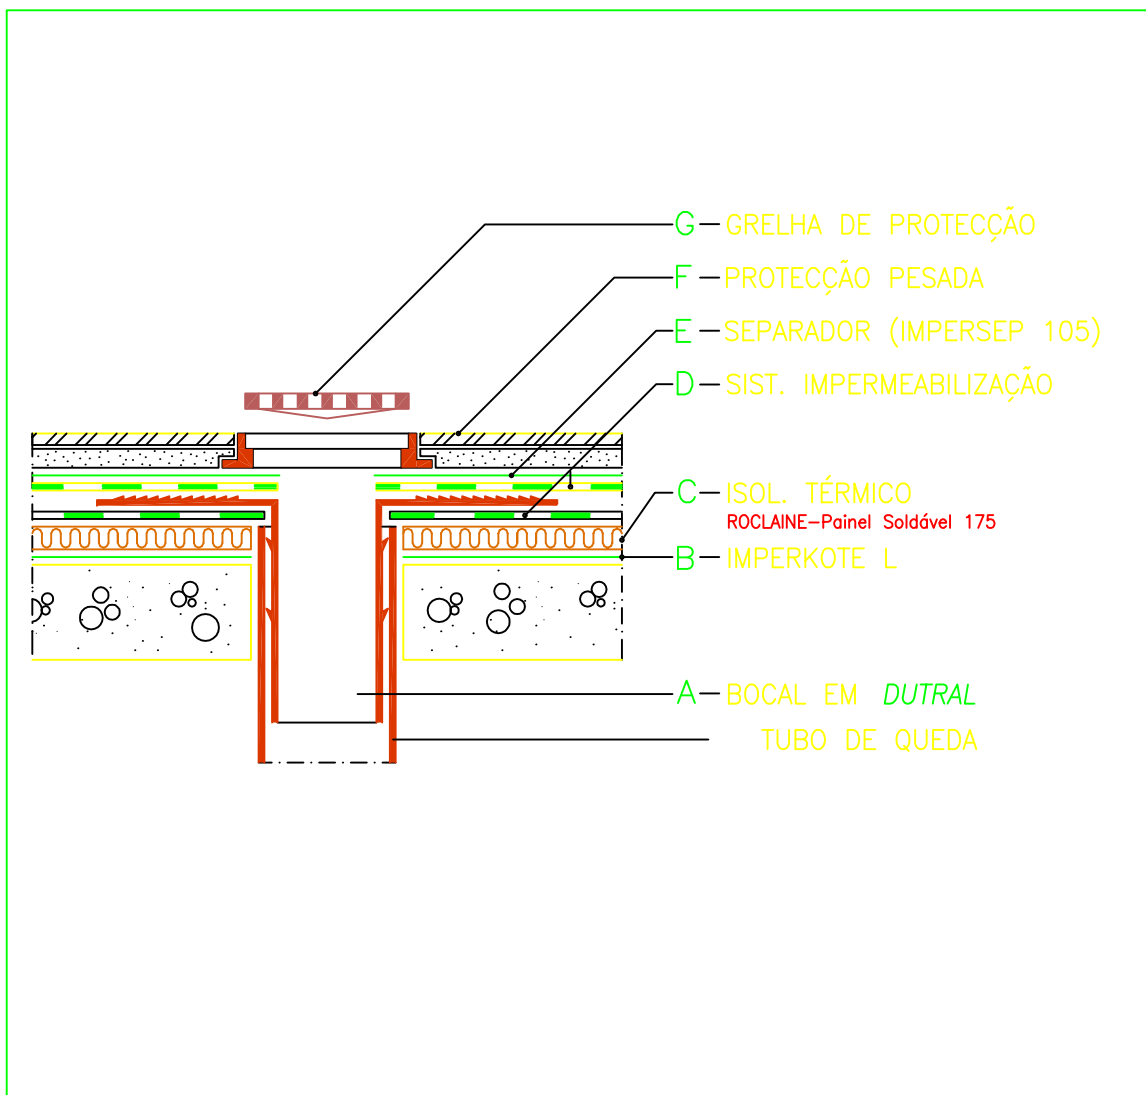 G GRELHA DE PROTECÇÃO
F PROTECÇÃO PESADA
E SEPARADOR (IMPERSEP 105)
D SIST. IMPERMEABILIZAÇÃO
C ISOL. TÉRMICO
ROCLAINE-Painel Soldável 175
B IMPERKOTE L
A BOCAL EM DUTRAL
TUBO DE QUEDA